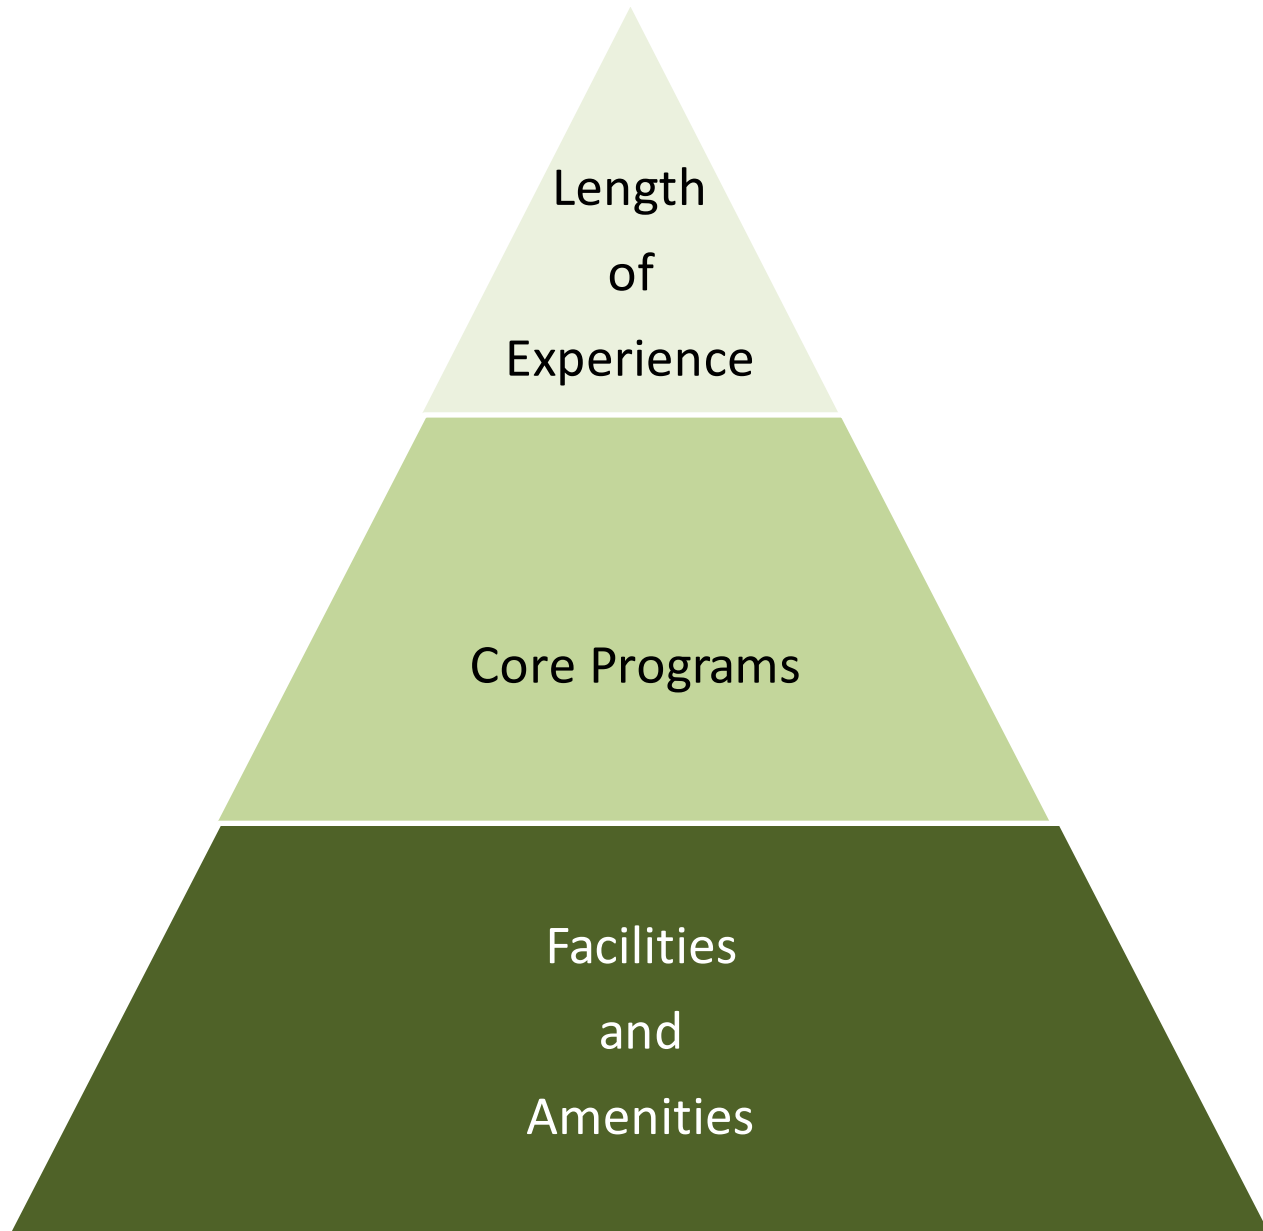 Length
of
Experience
Core Programs
Facilities
and
Amenities